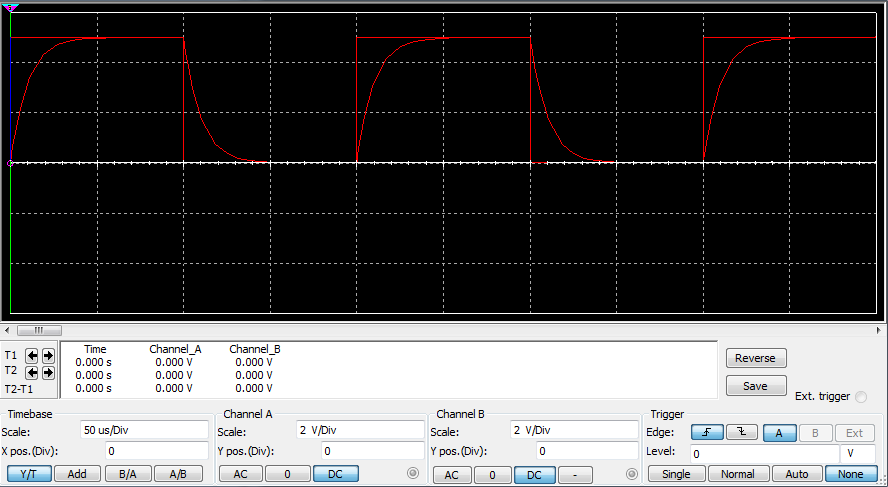 Time Channel_A Channel_B
T1 0.000 s 0.000 V 0.000 V
T2 0.000 s 0.000 V 0.000 V
T2-T1 0.000 s 0.000 V 0.000 V
Reverse
Save
Ext. trigger
Timebase
Scale: 50 us/Div
X pos.(Div): 0
Y/T Add B/A A/B
Channel A
Scale: 2 V/Div
Y pos.(Div): 0
AC 0 DC
Channel B
Scale: 2 V/Div
Y pos.(Div): 0
AC 0 DC -
Trigger
Edge: A B Ext
Level: 0 V
Single Normal Auto None